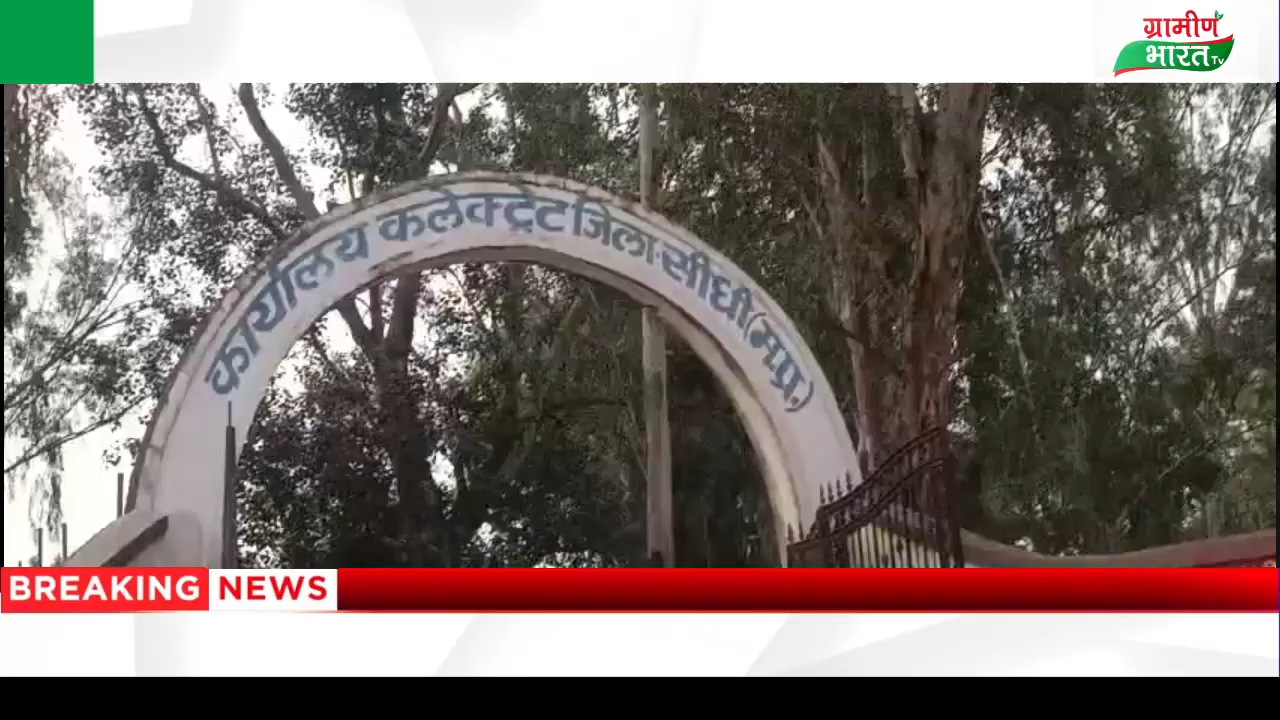 ग्रामीण
भारत TV
कार्यालय कलेक्ट्रेट जिला-सीधी (म.प्र.)
BREAKING NEWS